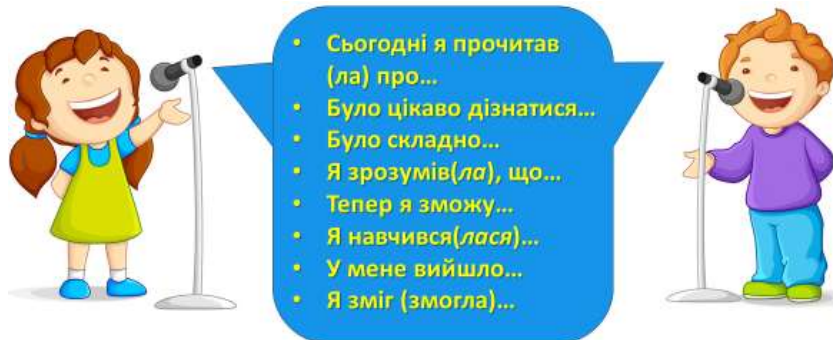 • Сьогодні я прочитав
(ла) про…
• Було цікаво дізнатися…
• Було складно…
• Я зрозумів(ла), що…
• Тепер я зможу…
• Я навчився(лася)…
• У мене вийшло…
• Я зміг (змогла)…